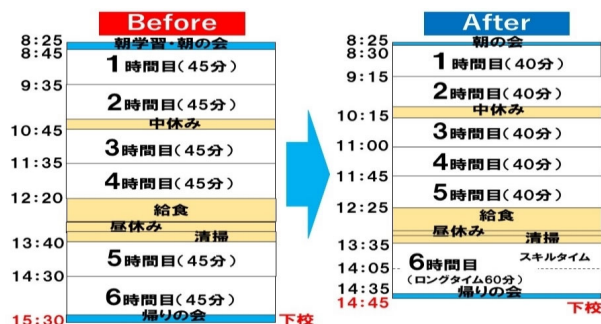 Before
8:25
朝学習・朝の会
8:45
1時間目(45分)
9:35
2時間目(45分)
中休み
10:45
3時間目(45分)
11:35
4時間目(45分)
12:20
給食
昼休み
清掃
13:40
5時間目(45分)
14:30
6時間目(45分)
帰りの会
15:30
下校
After
8:25
朝の会
8:30
1時間目(40分)
9:15
2時間目(40分)
10:15
中休み
3時間目(40分)
11:00
4時間目(40分)
11:45
5時間目(40分)
12:25
給食
昼休み
清掃
13:35
スキルタイム
6時間目
14:05
(ロングタイム60分)
14:35
帰りの会
14:45
下校